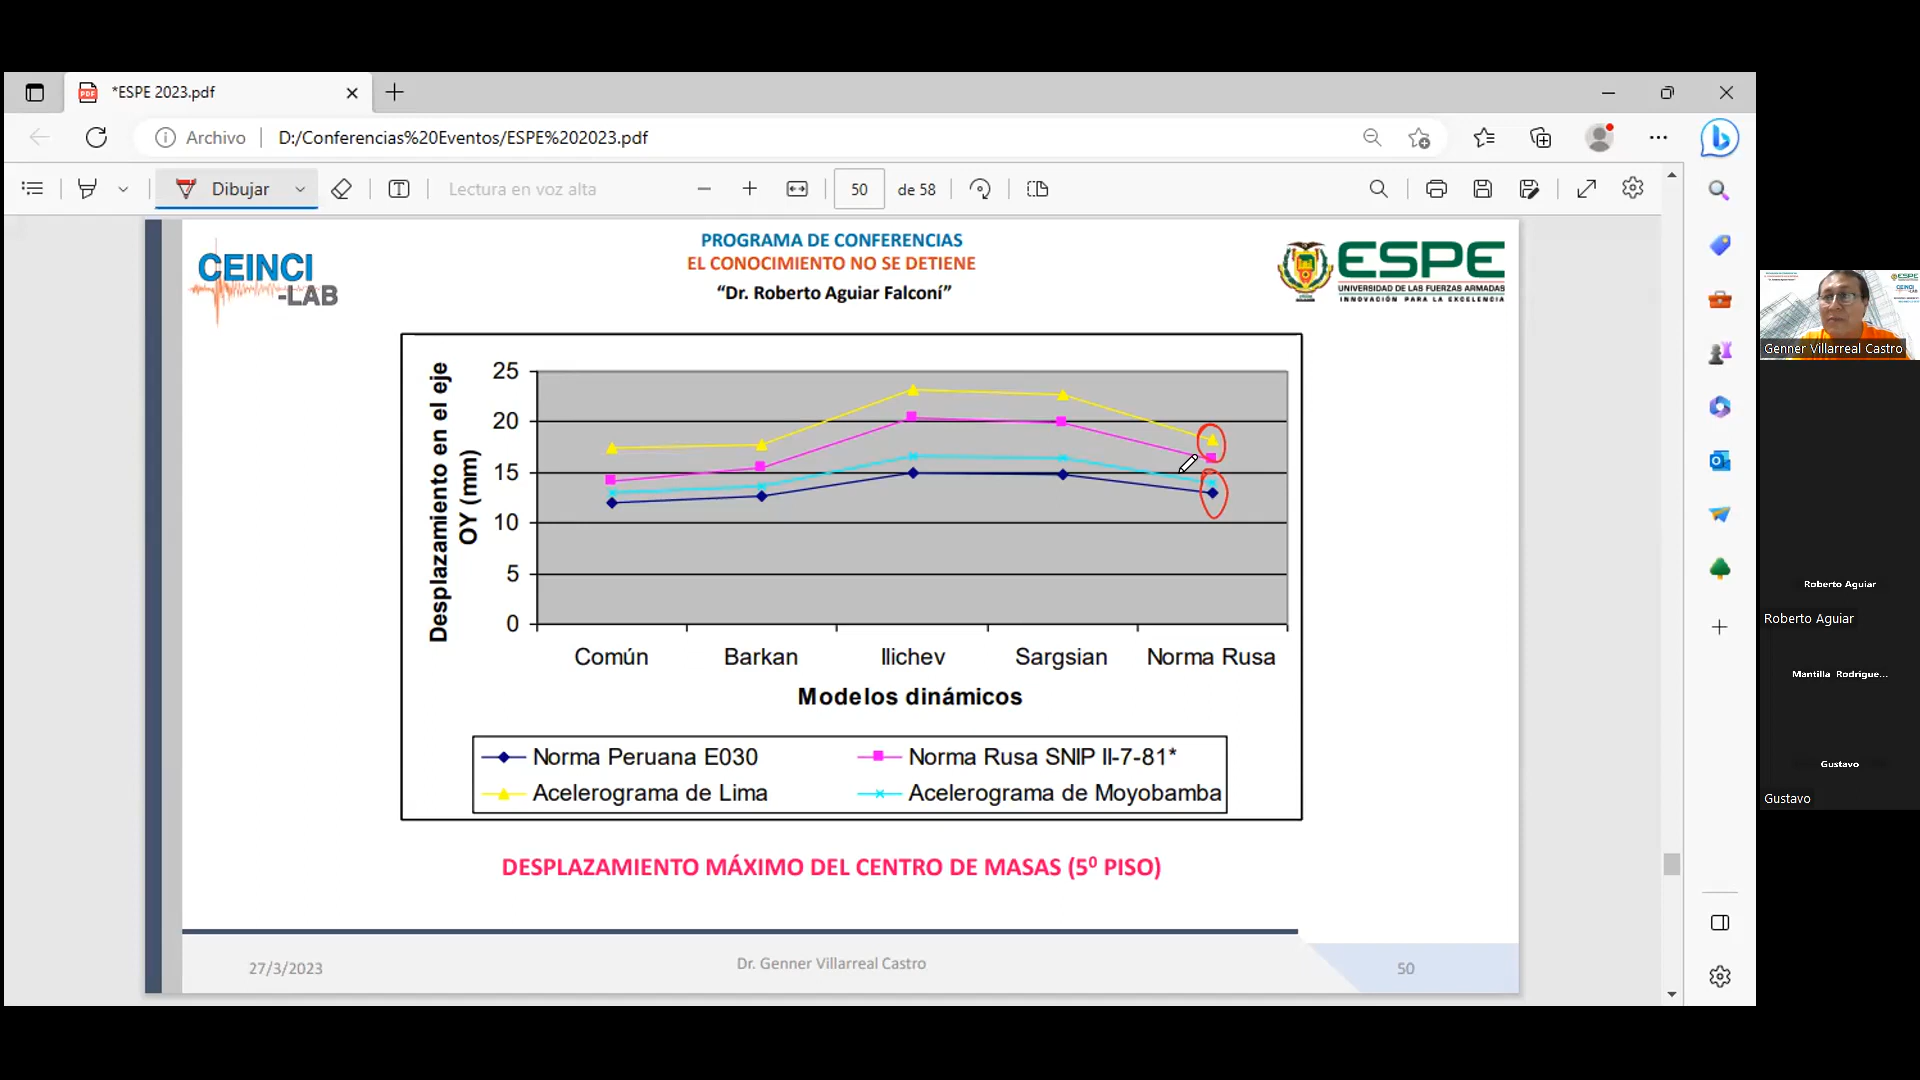 *ESPE 2023.pdf
Archivo
D:/Conferencias%20Eventos/ESPE%202023.pdf
Dibujar
Lectura en voz alta
50
de 58
CEINCI
-LAB
PROGRAMA DE CONFERENCIAS
EL CONOCIMIENTO NO SE DETIENE
“Dr. Roberto Aguiar Falconí”
ESPE
UNIVERSIDAD DE LAS FUERZAS ARMADAS
INNOVACIÓN PARA LA EXCELENCIA
Desplazamiento en el eje
OY (mm)
25
20
15
10
5
0
Común
Barkan
Ilichev
Sargsian
Norma Rusa
Modelos dinámicos
Norma Peruana E030
Norma Rusa SNIP II-7-81*
Acelerograma de Lima
Acelerograma de Moyobamba
DESPLAZAMIENTO MÁXIMO DEL CENTRO DE MASAS (5⁰ PISO)
27/3/2023
Dr. Genner Villarreal Castro
50
Genner Villarreal Castro
Roberto Aguiar
Roberto Aguiar
Mantilla Rodrigue...
Gustavo
Gustavo